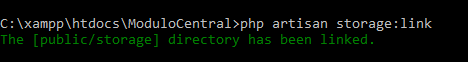 C:\xampp\htdocs\ModuloCentral>php artisan storage:link
The [public/storage] directory has been linked.